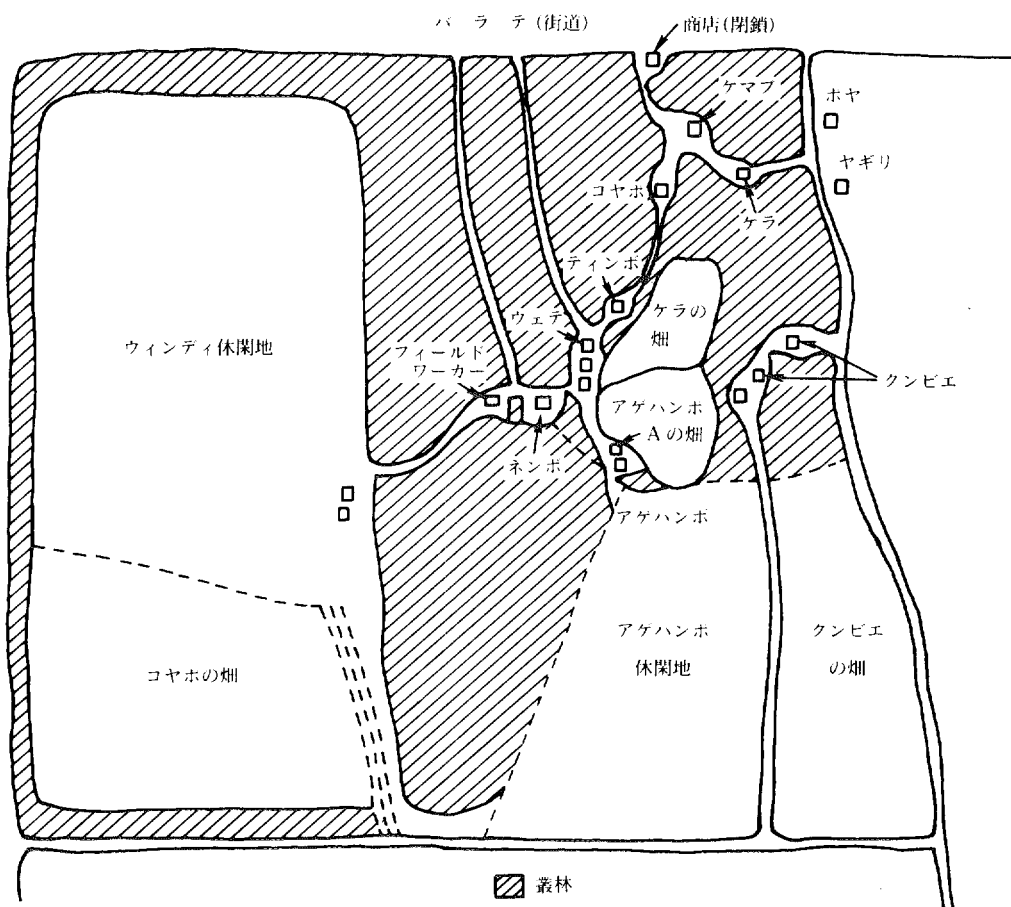 バラテ(街道)
商店(閉鎖)
ケマブ
ホヤ
ヤギリ
コヤホ
ケラ
ティンボ
ケラの
畑
ウェテ
ウィンディ休閑地
フィールド
ワーカー
クンビエ
アゲハンボ
Aの畑
ネンボ
アゲハンボ
アゲハンボ
休閑地
クンビエ
の畑
コヤホの畑
叢林